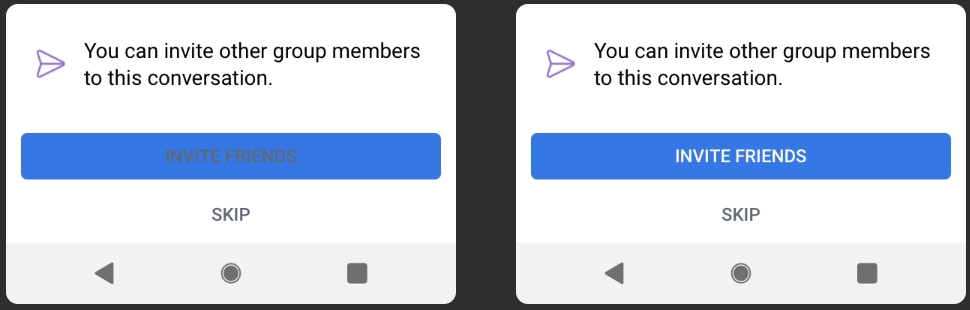 You can invite other group members
to this conversation.
INVITE FRIENDS
SKIP
You can invite other group members
to this conversation.
INVITE FRIENDS
SKIP